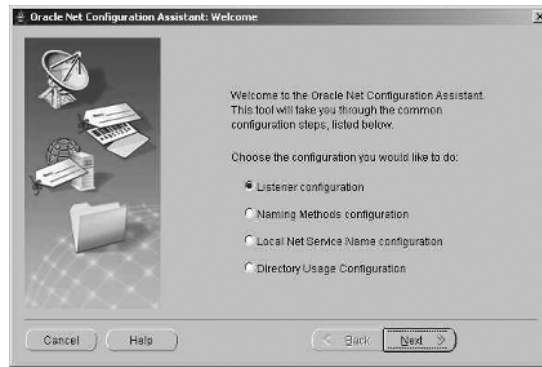 Oracle Net Configuration Assistant: Welcome
Welcome to the Oracle Net Configuration Assistant.
This tool will take you through the common
configuration steps, listed below.
Choose the configuration you would like to do:
Listener configuration
Naming Methods configuration
Local Net Service Name configuration
Directory Usage Configuration
Cancel
Help
Back
Next